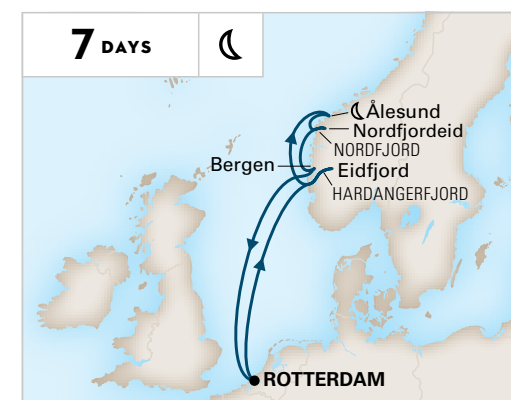 7 DAYS
Ålesund
Nordfjordeid
NORDFJORD
Bergen
Eidfjord
HARDANGERFJORD
ROTTERDAM